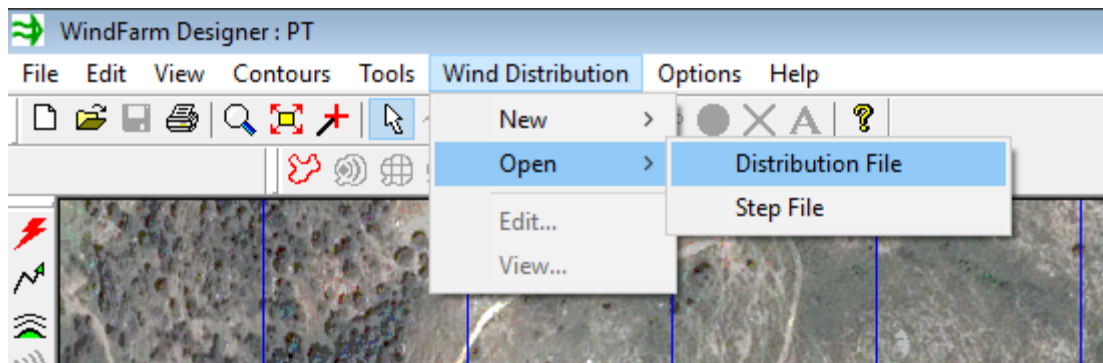 WindFarm Designer : PT
File Edit View Contours Tools Wind Distribution Options Help
A ?
New
Open
Distribution File
Step File
Edit...
View...